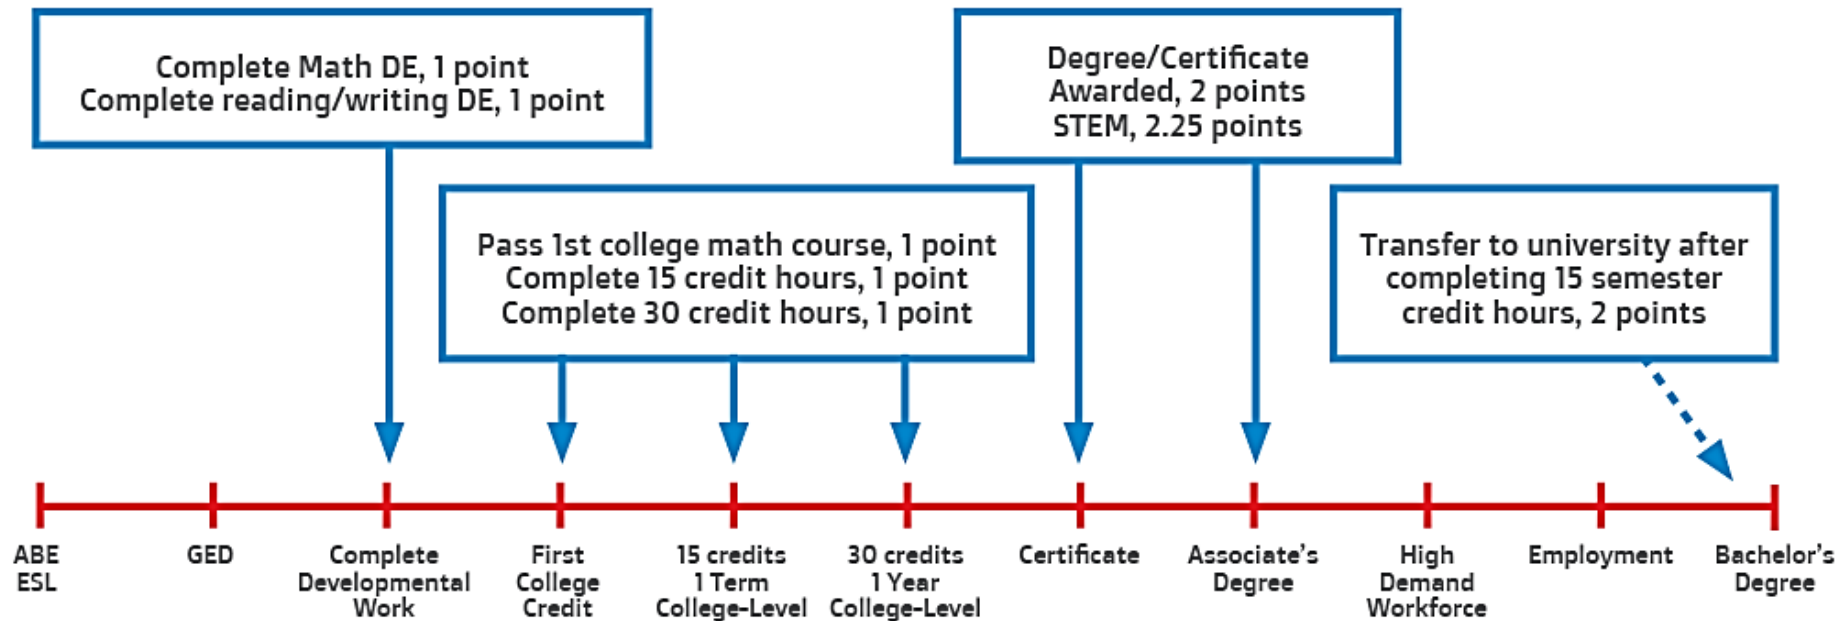 Complete Math DE, 1 point
Complete reading/writing DE, 1 point
Degree/Certificate
Awarded, 2 points
STEM, 2.25 points
Pass 1st college math course, 1 point
Complete 15 credit hours, 1 point
Complete 30 credit hours, 1 point
Transfer to university after
completing 15 semester
credit hours, 2 points
ABE
ESL
GED
Complete
Developmental
Work
First
College
Credit
15 credits
1 Term
College-Level
30 credits
1 Year
College-Level
Certificate
Associate's
Degree
High
Demand
Workforce
Employment
Bachelor's
Degree